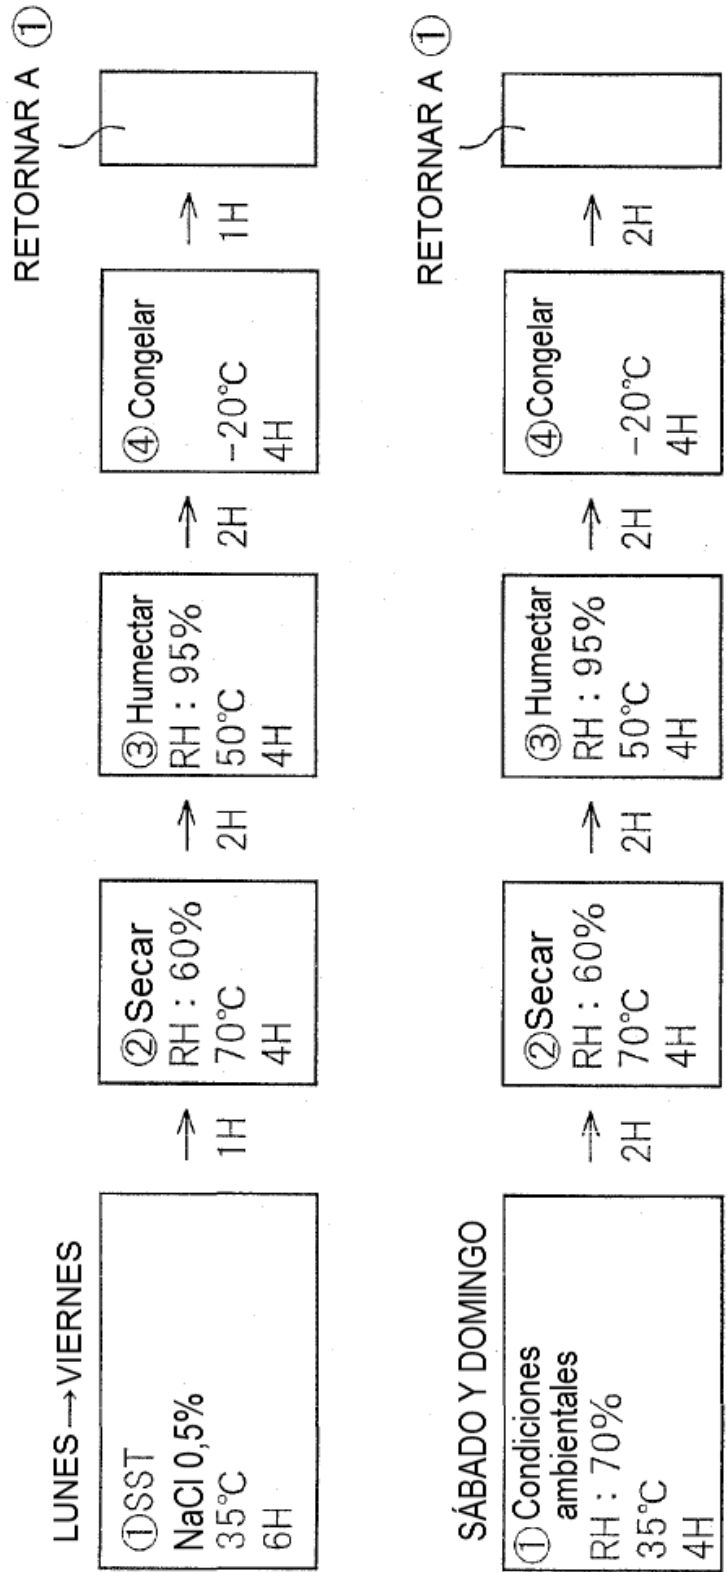 LUNES→VIERNES
①SST
NaCl 0,5%
35℃
6H
→
1H
②Secar
RH : 60%
70℃
4H
→
2H
③Humectar
RH : 95%
50℃
4H
→
2H
④Congelar
-20℃
4H
→
1H
RETORNAR A ①
SÁBADO Y DOMINGO
①Condiciones
ambientales
RH : 70%
35℃
4H
→
2H
②Secar
RH : 60%
70℃
4H
→
2H
③Humectar
RH : 95%
50℃
4H
→
2H
④Congelar
-20℃
4H
→
2H
RETORNAR A ①